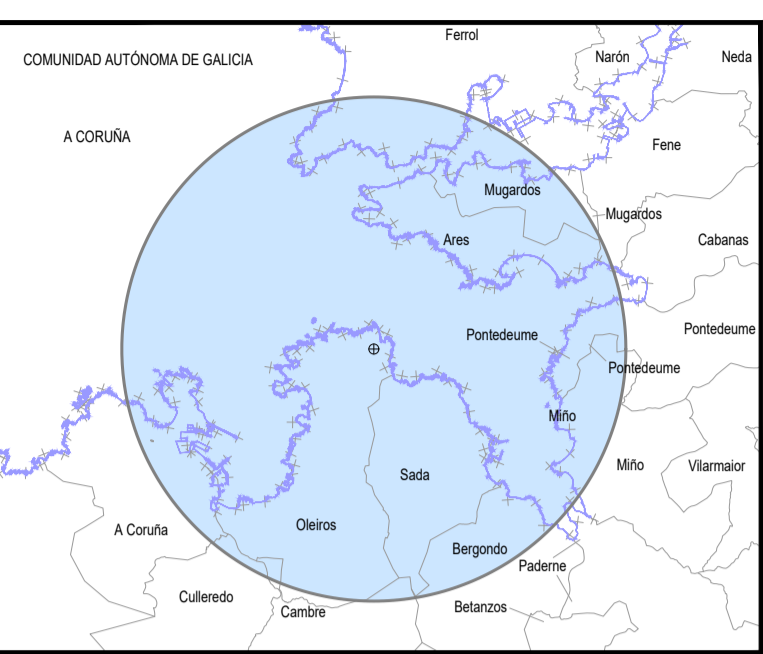 Ferrol
COMUNIDAD AUTÓNOMA DE GALICIA
Narón
Neda
A CORUÑA
Fene
Mugardos
Mugardos
Ares
Cabanas
Pontedeume
Pontedeume
Pontedeume
Miño
Miño
Vilarmaior
Sada
Oleiros
A Coruña
Bergondo
Paderne
Culleredo
Cambre
Betanzos